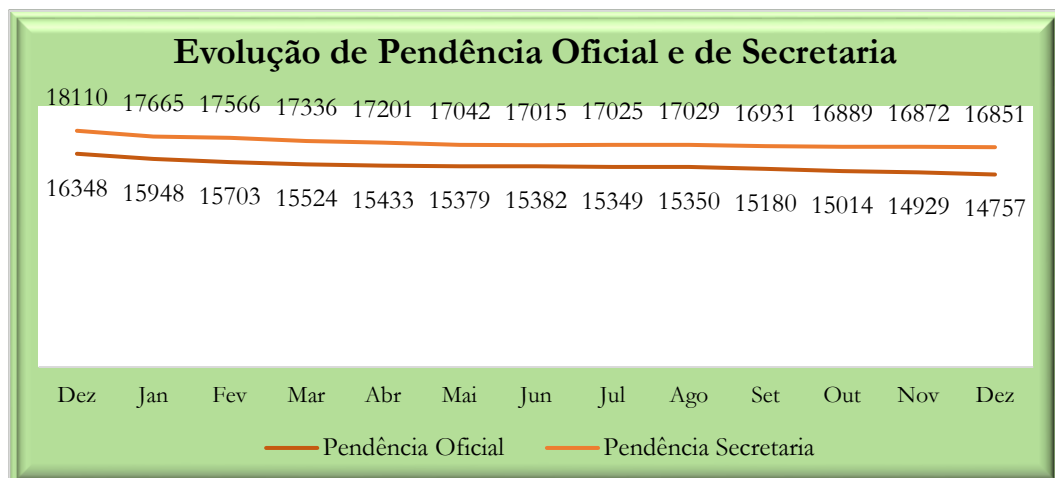 Evolução de Pendência Oficial e de Secretaria
18110 17665 17566 17336 17201 17042 17015 17025 17029 16931 16889 16872 16851
16348 15948 15703 15524 15433 15379 15382 15349 15350 15180 15014 14929 14757
Dez Jan Fev Mar Abr Mai Jun Jul Ago Set Out Nov Dez
Pendência Oficial Pendência Secretaria